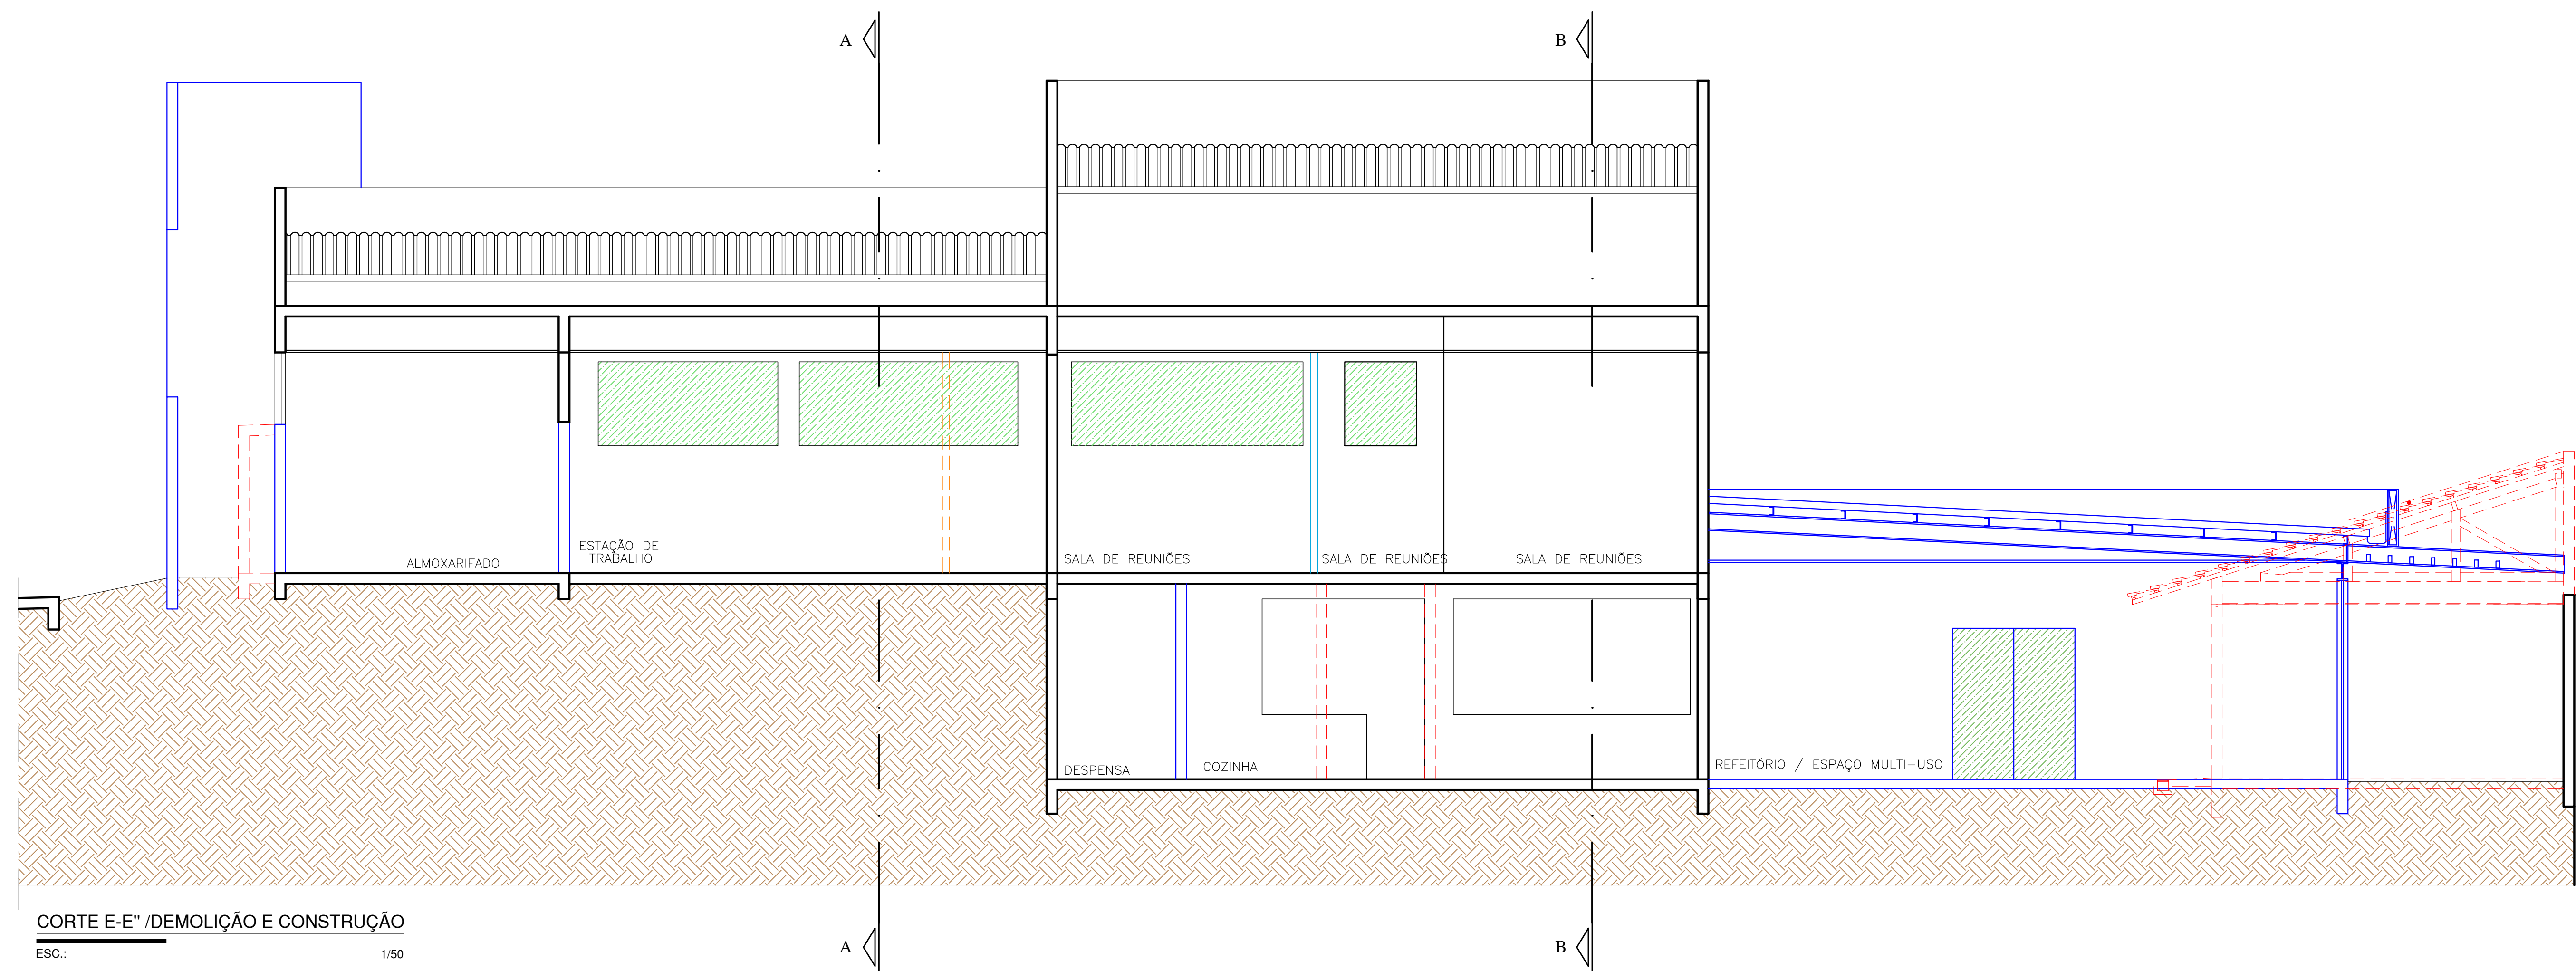 A
B
ALMOXARIFADO
ESTAÇÃO DE
TRABALHO
SALA DE REUNIÕES
SALA DE REUNIÕES
SALA DE REUNIÕES
DESPENSA
COZINHA
REFEITÓRIO / ESPAÇO MULTI-USO
CORTE E-E" /DEMOLIÇÃO E CONSTRUÇÃO
ESC.: 1/50
A
B